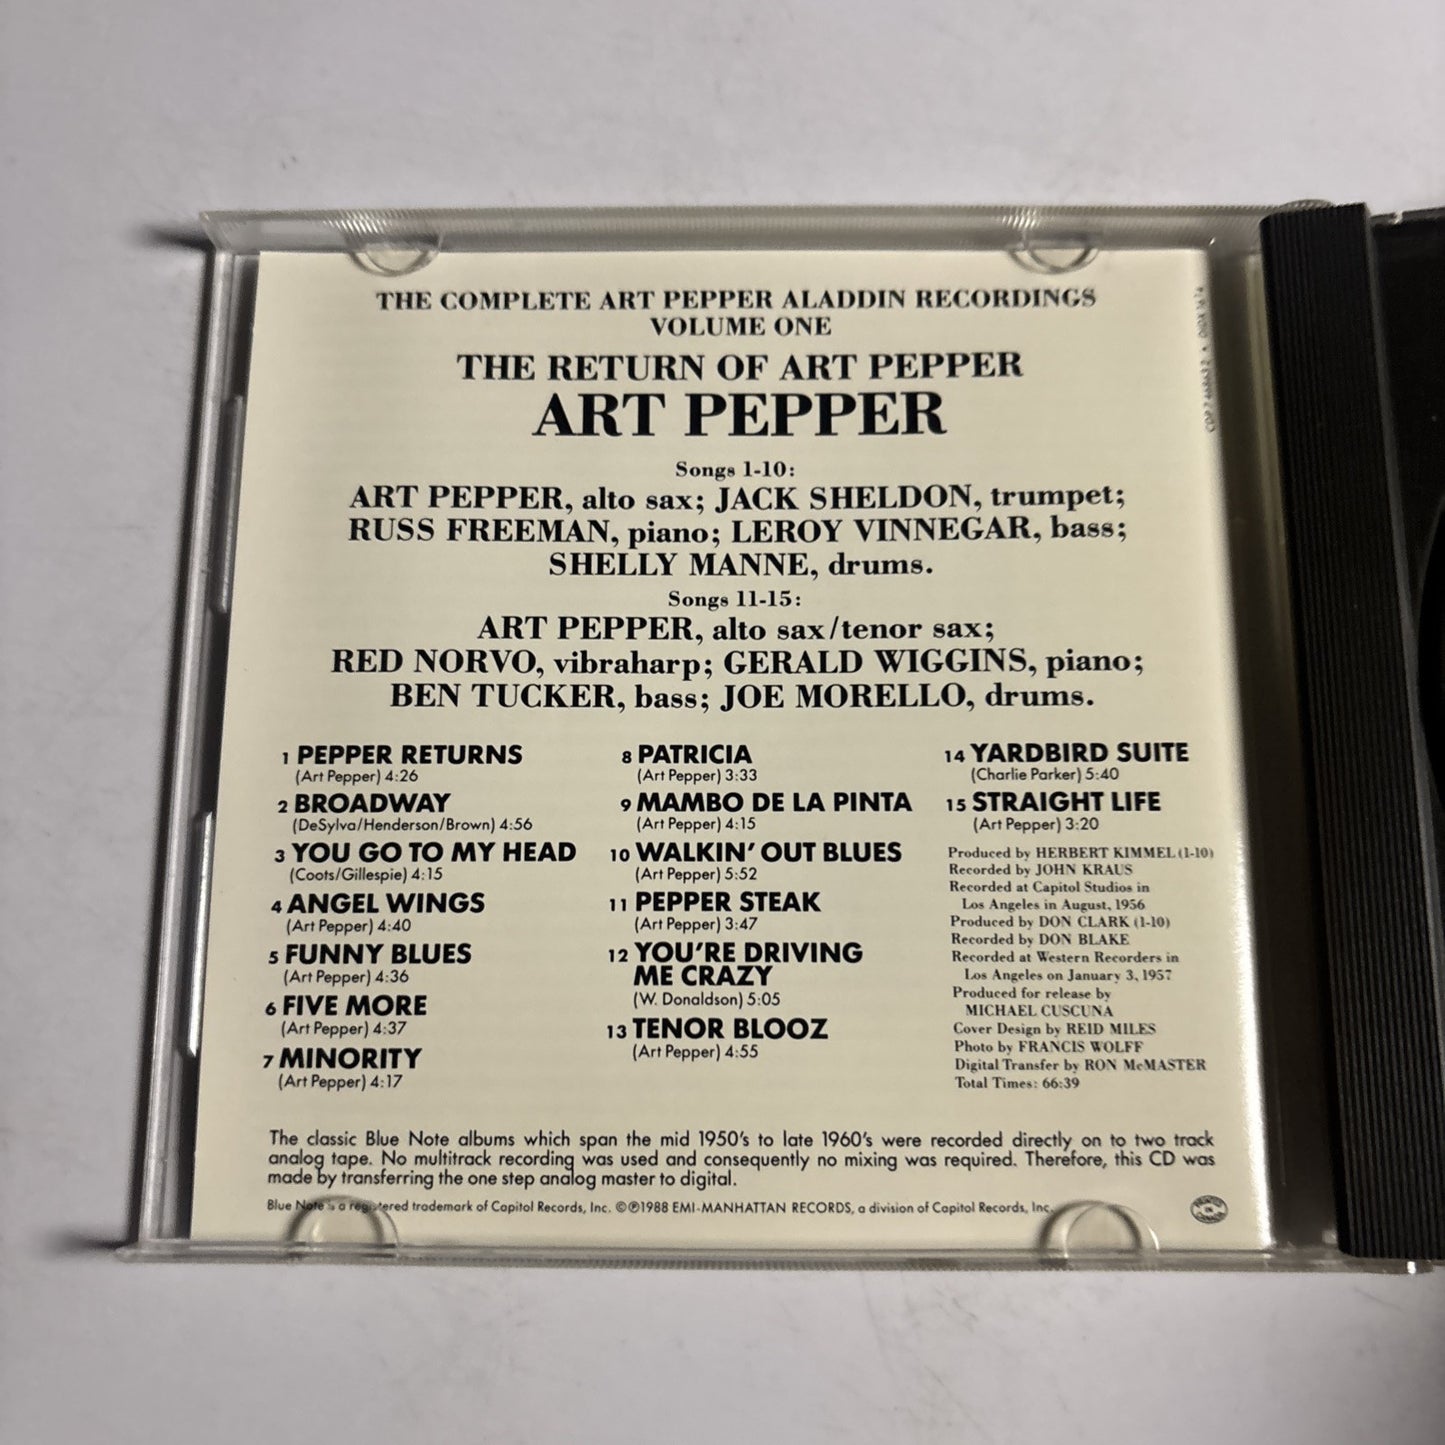 THE COMPLETE ART PEPPER ALADDIN RECORDINGS
VOLUME ONE
THE RETURN OF ART PEPPER
ART PEPPER
Songs 1-10:
ART PEPPER, alto sax; JACK SHELDON, trumpet;
RUSS FREEMAN, piano; LEROY VINNEGAR, bass;
SHELLY MANNE, drums.
Songs 11-15:
ART PEPPER, alto sax/tenor sax;
RED NORVO, vibraharp; GERALD WIGGINS, piano;
BEN TUCKER, bass; JOE MORELLO, drums.
1 PEPPER RETURNS
(Art Pepper) 4:26
2 BROADWAY
(DeSylva/Henderson/Brown) 4:56
3 YOU GO TO MY HEAD
(Coots/Gillespie) 4:15
4 ANGEL WINGS
(Art Pepper) 4:40
5 FUNNY BLUES
(Art Pepper) 4:36
6 FIVE MORE
(Art Pepper) 4:37
7 MINORITY
(Art Pepper) 4:17
8 PATRICIA
(Art Pepper) 3:33
9 MAMBO DE LA PINTA
(Art Pepper) 4:15
10 WALKIN' OUT BLUES
(Art Pepper) 5:52
11 PEPPER STEAK
(Art Pepper) 3:47
12 YOU'RE DRIVING
ME CRAZY
(W. Donaldson) 5:05
13 TENOR BLOOZ
(Art Pepper) 4:55
14 YARDBIRD SUITE
(Charlie Parker) 5:40
15 STRAIGHT LIFE
(Art Pepper) 3:20
Produced by HERBERT KIMMEL (1-10)
Recorded by JOHN KRAUS
Recorded at Capitol Studios in
Los Angeles in August, 1956
Produced by DON CLARK (1-10)
Recorded by DON BLAKE
Recorded at Western Recorders in
Los Angeles on January 3, 1957
Produced for release by
MICHAEL CUSCUNA
Cover Design by REID MILES
Photo by FRANCIS WOLFF
Digital Transfer by RON McMASTER
Total Times: 66:39
The classic Blue Note albums which span the mid 1950's to late 1960's were recorded directly on to two track
analog tape. No multitrack recording was used and consequently no mixing was required. Therefore, this CD was
made by transferring the one step analog master to digital.
Blue Note is a registered trademark of Capitol Records, Inc. ©℗1988 EMI-MANHATTAN RECORDS, a division of Capitol Records, Inc.